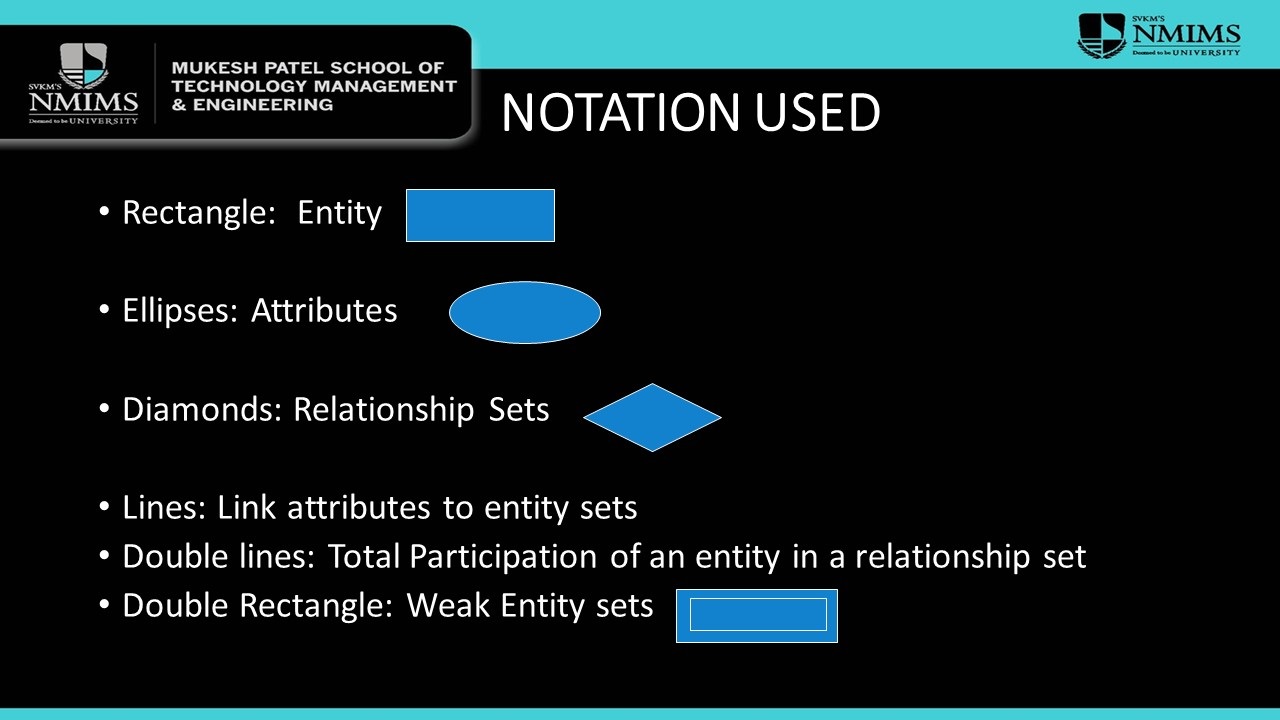 SVKM'S
NMIMS
Deemed to be UNIVERSITY
MUKESH PATEL SCHOOL OF
TECHNOLOGY MANAGEMENT
& ENGINEERING
SVKM'S
NMIMS
Deemed to be UNIVERSITY
NOTATION USED
• Rectangle: Entity
• Ellipses: Attributes
• Diamonds: Relationship Sets
• Lines: Link attributes to entity sets
• Double lines: Total Participation of an entity in a relationship set
• Double Rectangle: Weak Entity sets